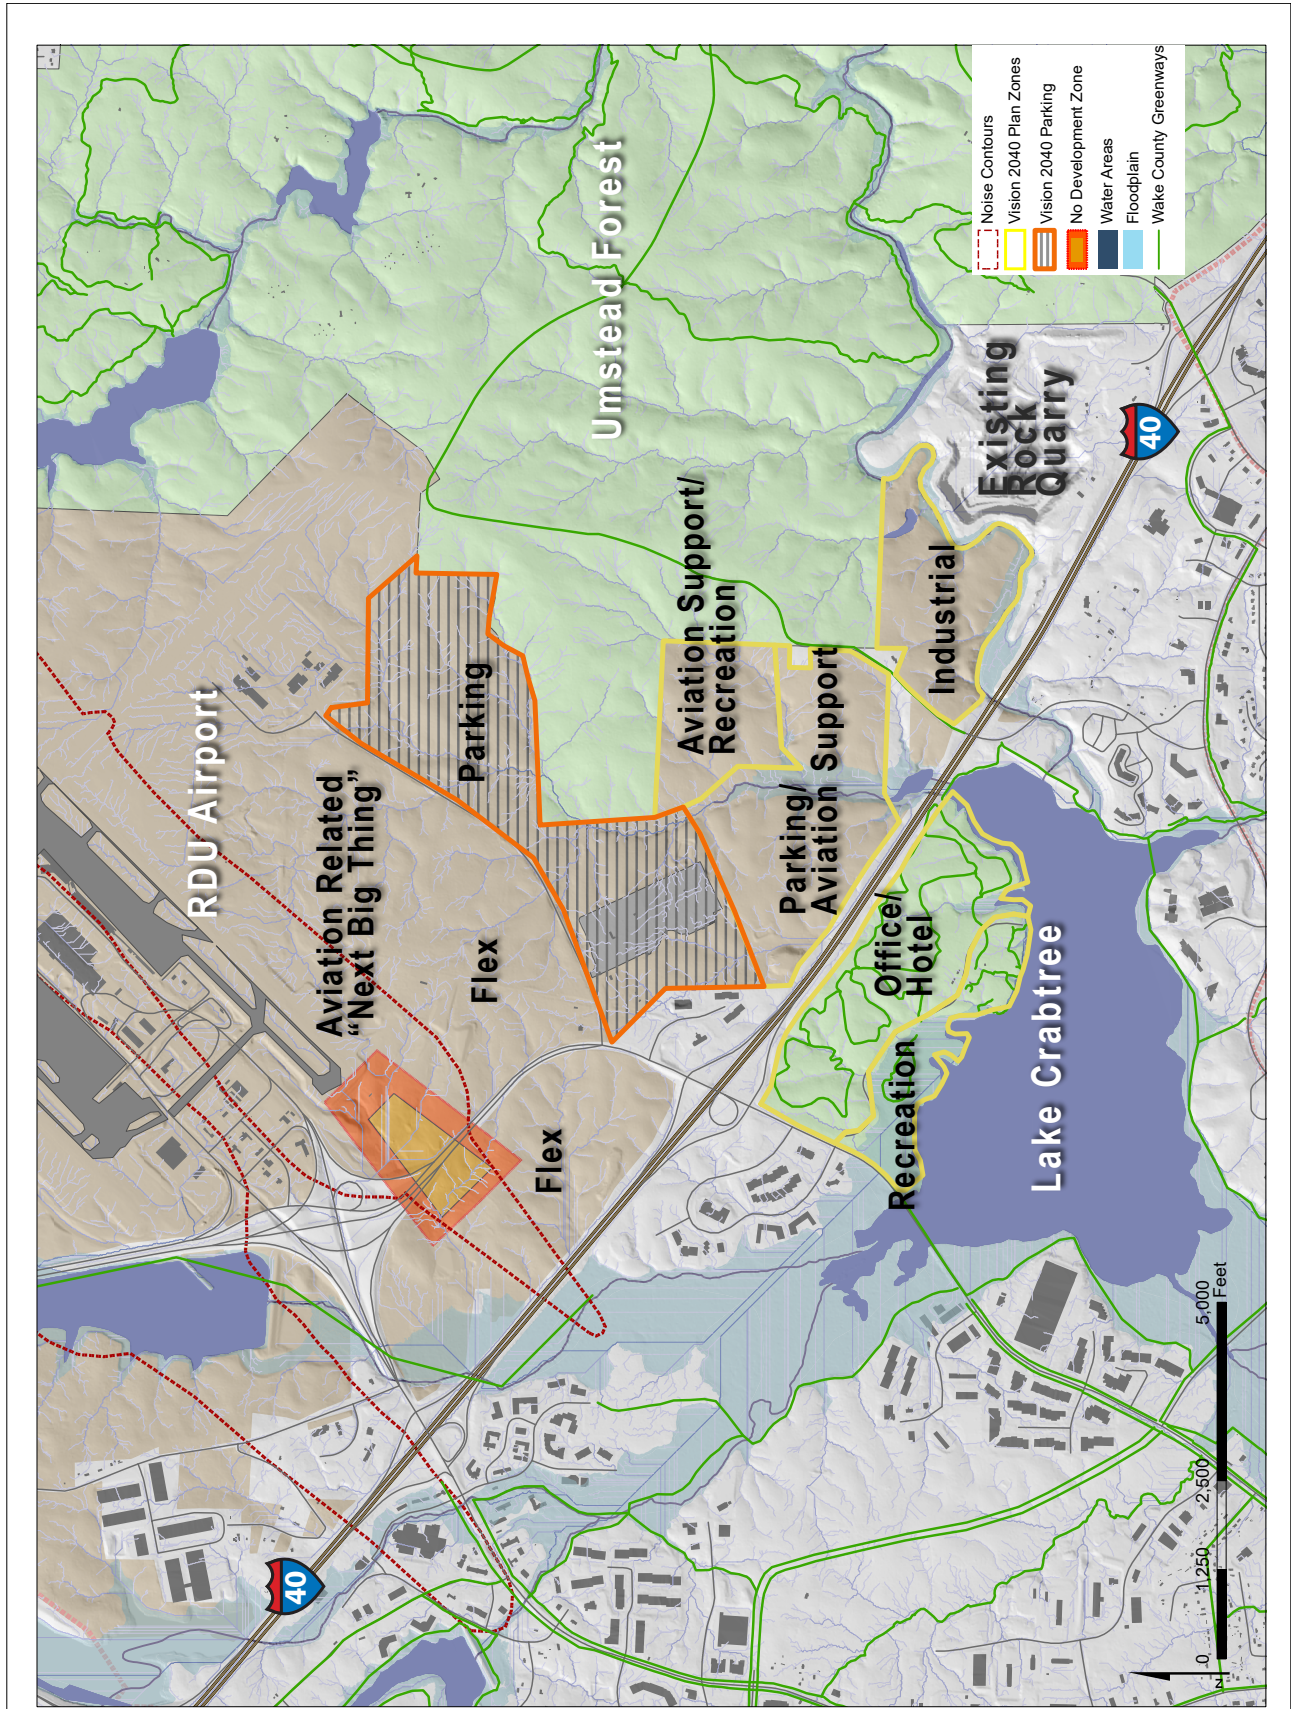 RDU Airport
Aviation Related
“Next Big Thing”
Flex
Flex
Parking
Umstead Forest
Aviation Support/
Recreation
Parking/
Aviation Support
Industrial
Existing
Rock
Quarry
Office/
Hotel
Recreation
Lake Crabtree
40
40
Noise Contours
Vision 2040 Plan Zones
Vision 2040 Parking
No Development Zone
Water Areas
Floodplain
Wake County Greenways
0
1,250
2,500
5,000
Feet
N